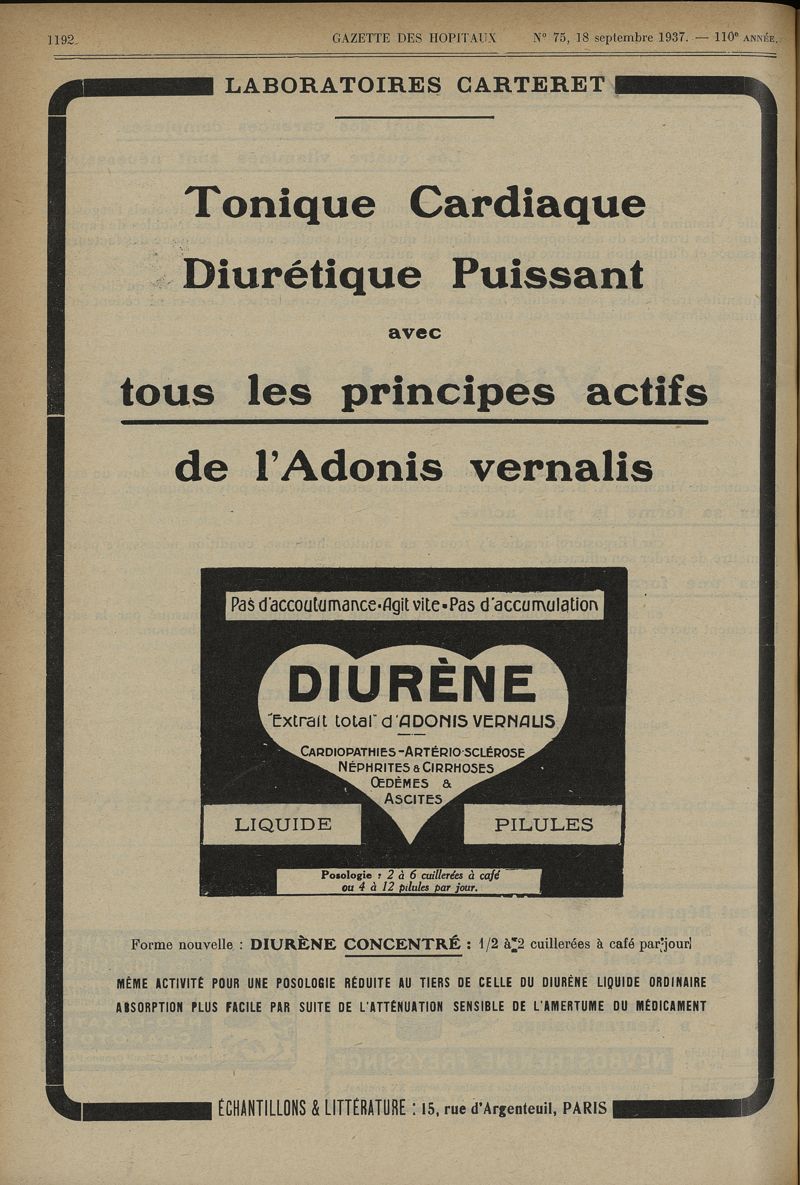 1192
GAZETTE DES HOPITAUX N° 75, 18 septembre 1937. — 110e ANNÉE.
LABORATOIRES CARTERET
Tonique Cardiaque
Diurétique Puissant
avec
tous les principes actifs
de l'Adonis vernalis
Pas d'accoutumance•Agit vite•Pas d'accumulation
DIURÈNE
"Extrait total" d'ADONIS VERNALIS
CARDIOPATHIES-ARTÉRIO-SCLÉROSE
NÉPHRITES & CIRRHOSES
ŒDÈMES &
ASCITES
LIQUIDE
PILULES
Posologie : 2 à 6 cuillerées à café
ou 4 à 12 pilules par jour.
Forme nouvelle : DIURÈNE CONCENTRÉ : 1/2 à 2 cuillerées à café par jour
MÊME ACTIVITÉ POUR UNE POSOLOGIE RÉDUITE AU TIERS DE CELLE DU DIURÈNE LIQUIDE ORDINAIRE
ABSORPTION PLUS FACILE PAR SUITE DE L'ATTÉNUATION SENSIBLE DE L'AMERTUME DU MÉDICAMENT
ÉCHANTILLONS & LITTÉRATURE : 15, rue d'Argenteuil, PARIS